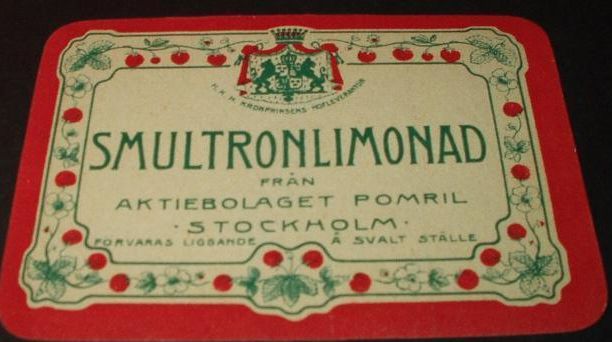 H. K. H. KRONPRINSENS HOFLEVERANTÖR
SMULTRONLIMONAD
FRÅN
AKTIEBOLAGET POMRIL
· STOCKHOLM ·
FÖRVARAS LIGGANDE Å SVALT STÄLLE